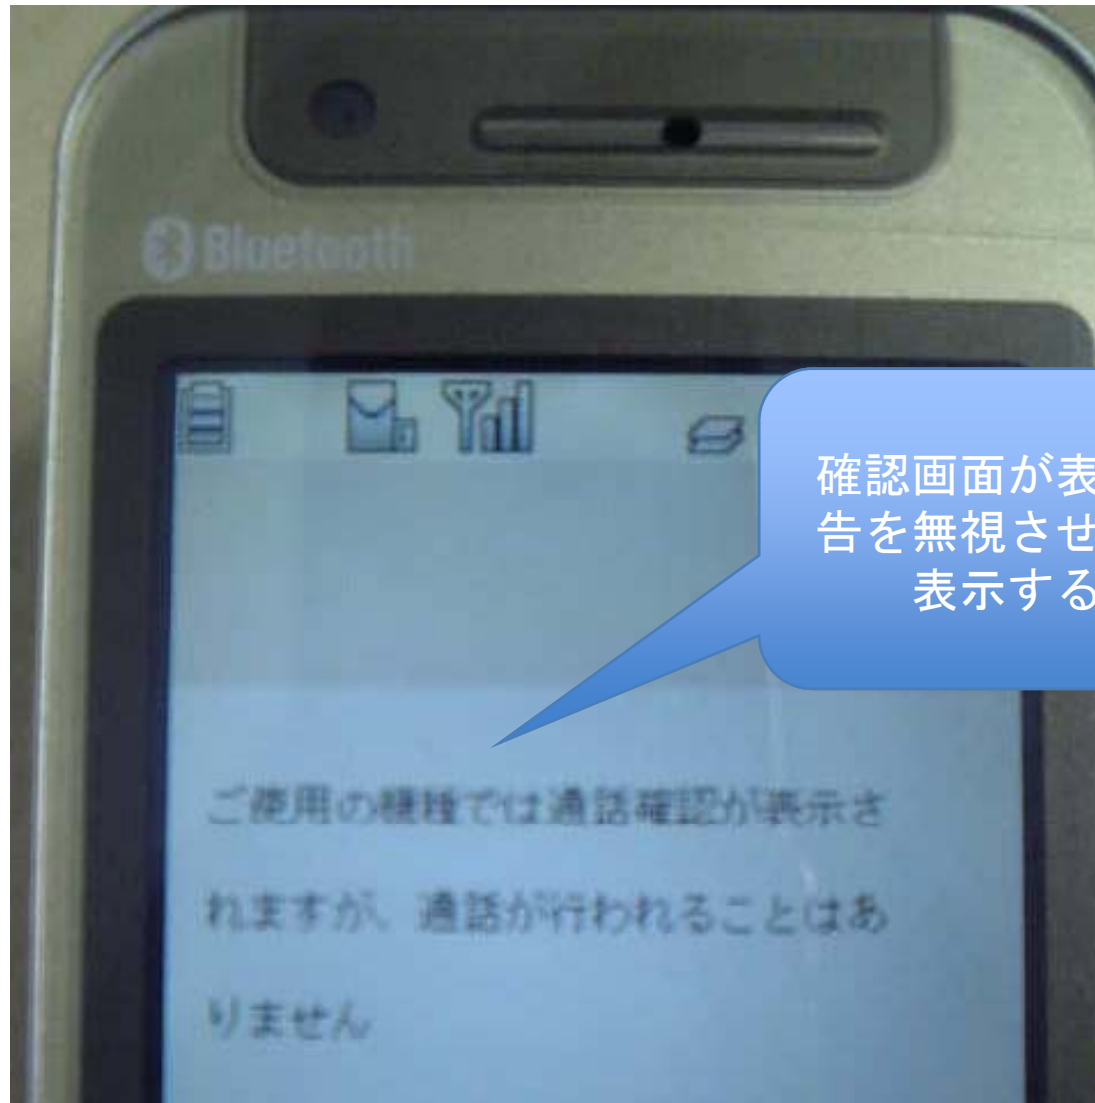 Bluetooth
確認画面が表
告を無視させ
表示する
ご使用の機種では通話確認が表示さ
れますが、通話が行われることはあ
りません